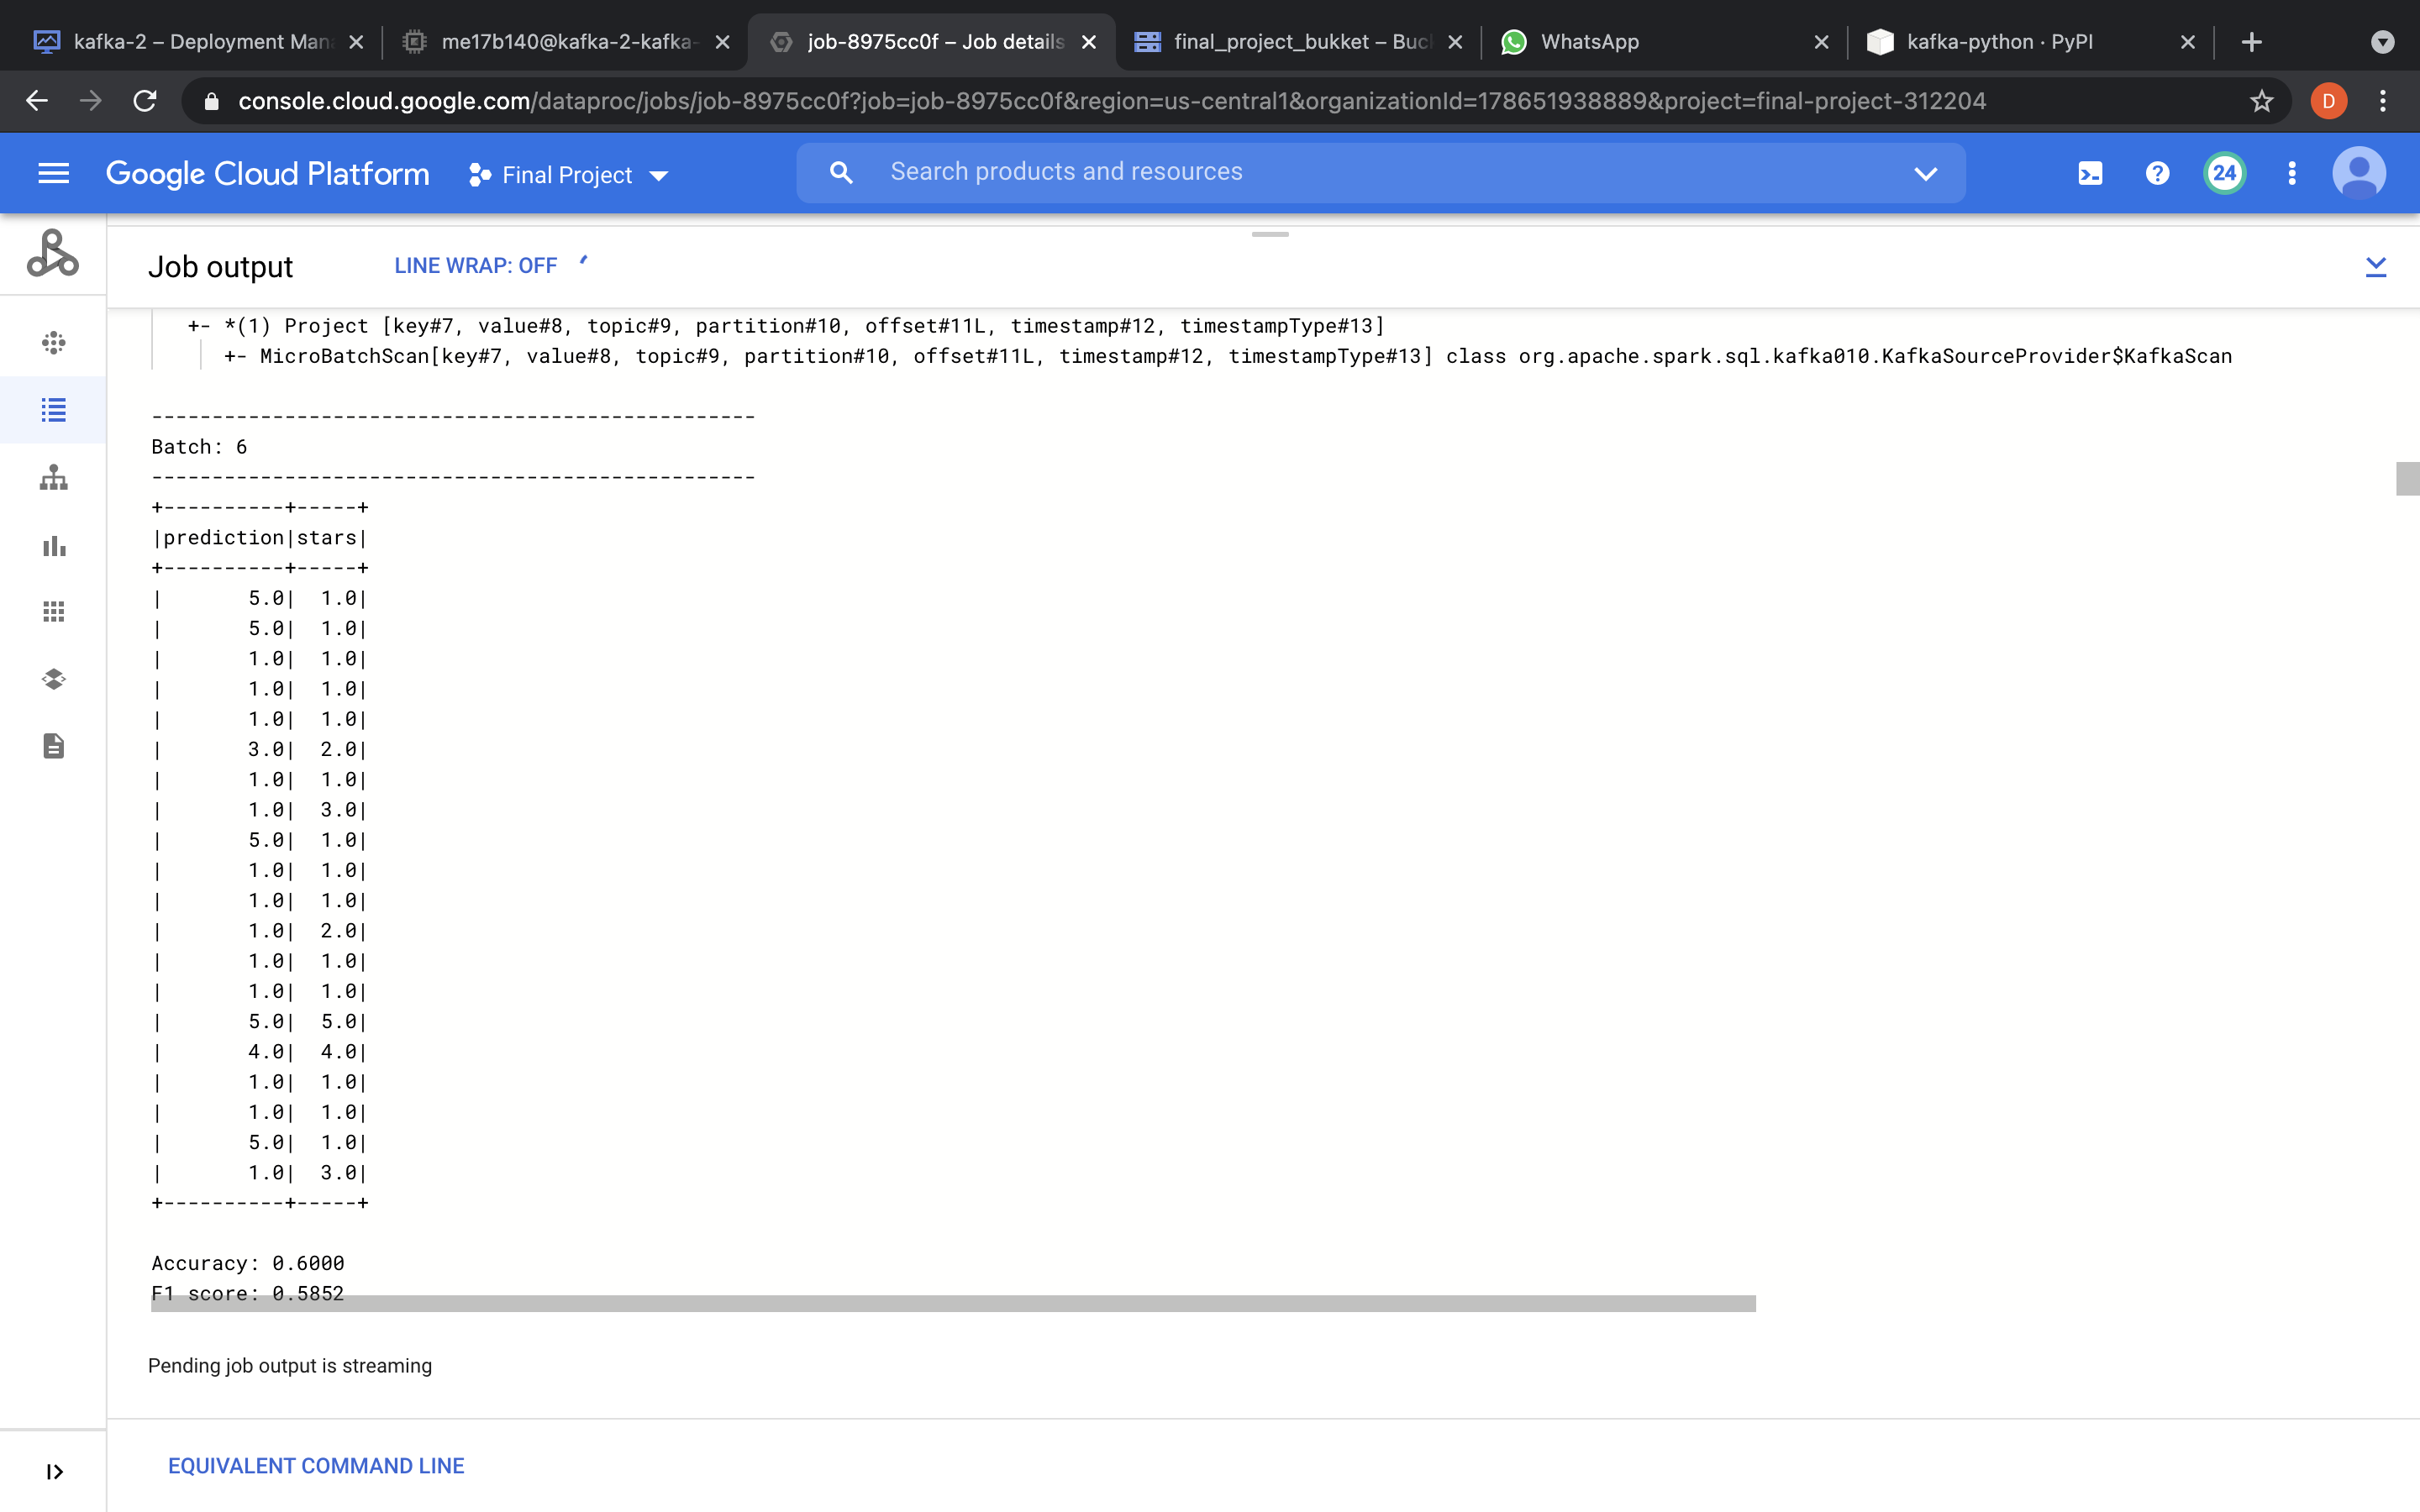 kafka-2 – Deployment Man
me17b140@kafka-2-kafka-
job-8975cc0f – Job details
final_project_bukket – Buc
WhatsApp
kafka-python · PyPI
console.cloud.google.com/dataproc/jobs/job-8975cc0f?job=job-8975cc0f&region=us-central1&organizationId=178651938889&project=final-project-312204
D
Google Cloud Platform
Final Project
Search products and resources
24
Job output
LINE WRAP: OFF
+- *(1) Project [key#7, value#8, topic#9, partition#10, offset#11L, timestamp#12, timestampType#13]
+- MicroBatchScan[key#7, value#8, topic#9, partition#10, offset#11L, timestamp#12, timestampType#13] class org.apache.spark.sql.kafka010.KafkaSourceProvider$KafkaScan
--------------------------------------------------
Batch: 6
--------------------------------------------------
+----------+-----+
|prediction|stars|
+----------+-----+
|       5.0|  1.0|
|       5.0|  1.0|
|       1.0|  1.0|
|       1.0|  1.0|
|       1.0|  1.0|
|       3.0|  2.0|
|       1.0|  1.0|
|       1.0|  3.0|
|       5.0|  1.0|
|       1.0|  1.0|
|       1.0|  1.0|
|       1.0|  2.0|
|       1.0|  1.0|
|       1.0|  1.0|
|       5.0|  5.0|
|       4.0|  4.0|
|       1.0|  1.0|
|       1.0|  1.0|
|       5.0|  1.0|
|       1.0|  3.0|
+----------+-----+
Accuracy: 0.6000
F1 score: 0.5852
Pending job output is streaming
EQUIVALENT COMMAND LINE